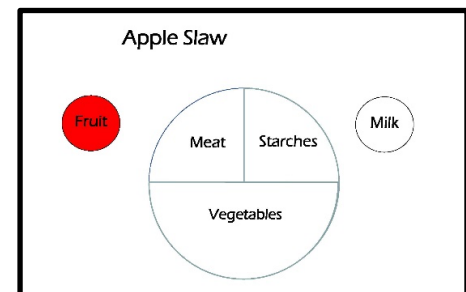 Apple Slaw
Fruit
Milk
Meat
Starches
Vegetables